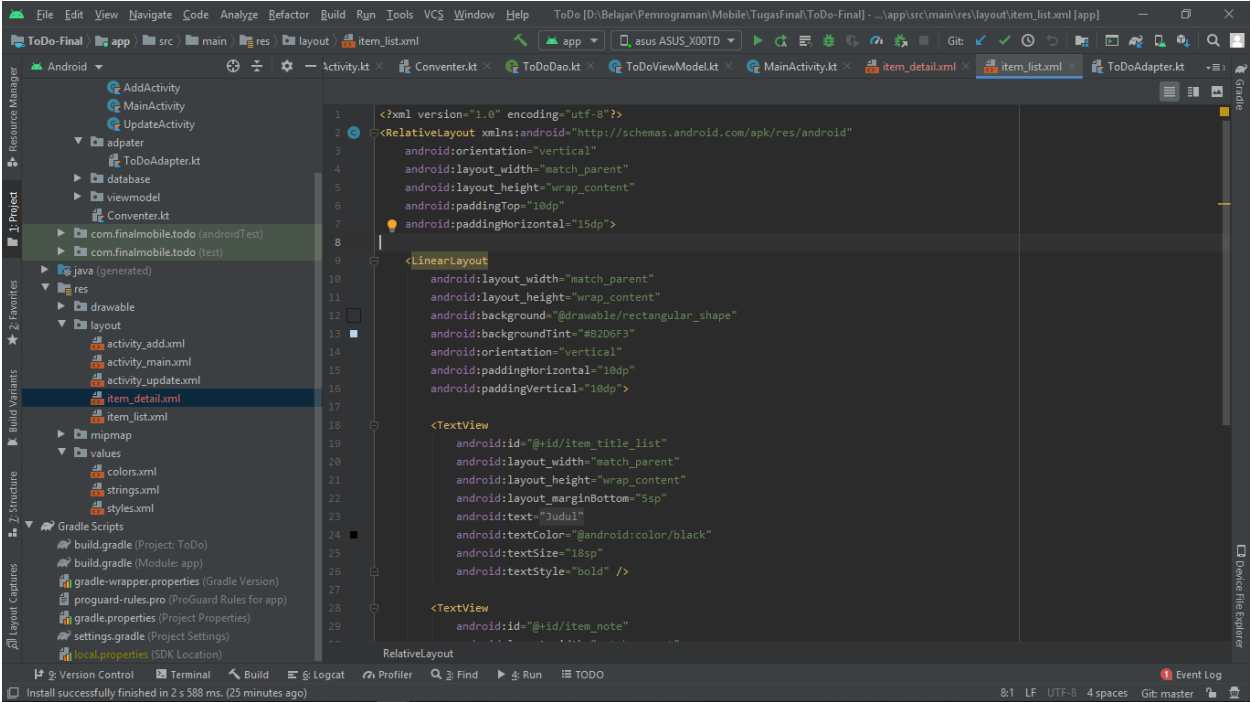 File Edit View Navigate Code Analyze Refactor Build Run Tools VCS Window Help ToDo [D:\Belajar\Pemrograman\Mobile\TugasFinal\ToDo-Final] - ...\app\src\main\res\layout\item_list.xml [app]
ToDo-Final app src main res layout item_list.xml app asus ASUS_X00TD Git:
Android ctivity.kt Conventer.kt ToDoDao.kt ToDoViewModel.kt MainActivity.kt item_detail.xml item_list.xml ToDoAdapter.kt
Resource Manager
1: Project
2: Favorites
Build Variants
7: Structure
Layout Captures
AddActivity
MainActivity
UpdateActivity
adpater
ToDoAdapter.kt
database
viewmodel
Conventer.kt
com.finalmobile.todo (androidTest)
com.finalmobile.todo (test)
java (generated)
res
drawable
layout
activity_add.xml
activity_main.xml
activity_update.xml
item_detail.xml
item_list.xml
mipmap
values
colors.xml
strings.xml
styles.xml
Gradle Scripts
build.gradle (Project: ToDo)
build.gradle (Module: app)
gradle-wrapper.properties (Gradle Version)
proguard-rules.pro (ProGuard Rules for app)
gradle.properties (Project Properties)
settings.gradle (Project Settings)
local.properties (SDK Location)
1 <?xml version="1.0" encoding="utf-8"?>
2 <RelativeLayout xmlns:android="http://schemas.android.com/apk/res/android"
3 android:orientation="vertical"
4 android:layout_width="match_parent"
5 android:layout_height="wrap_content"
6 android:paddingTop="10dp"
7 android:paddingHorizontal="15dp">
8
9 <LinearLayout
10 android:layout_width="match_parent"
11 android:layout_height="wrap_content"
12 android:background="@drawable/rectangular_shape"
13 android:backgroundTint="#B2D6F3"
14 android:orientation="vertical"
15 android:paddingHorizontal="10dp"
16 android:paddingVertical="10dp">
17
18 <TextView
19 android:id="@+id/item_title_list"
20 android:layout_width="match_parent"
21 android:layout_height="wrap_content"
22 android:layout_marginBottom="5sp"
23 android:text="Judul"
24 android:textColor="@android:color/black"
25 android:textSize="18sp"
26 android:textStyle="bold" />
27
28 <TextView
29 android:id="@+id/item_note"
RelativeLayout
Gradle
Device File Explorer
9: Version Control Terminal Build 6: Logcat Profiler 3: Find 4: Run TODO 1 Event Log
Install successfully finished in 2 s 588 ms. (25 minutes ago) 8:1 LF UTF-8 4 spaces Git: master